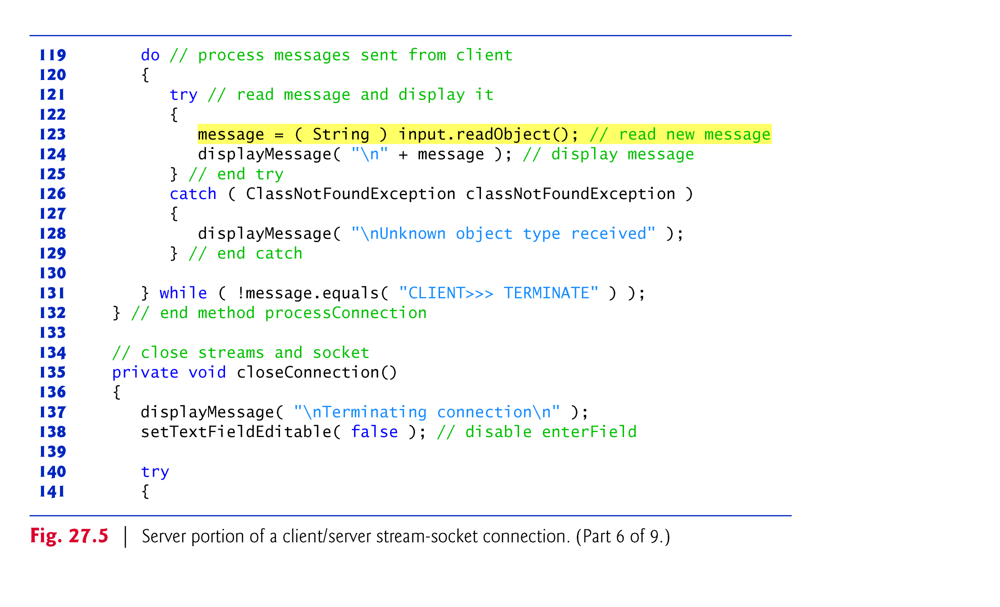 119 do // process messages sent from client
120 {
121 try // read message and display it
122 {
123 message = ( String ) input.readObject(); // read new message
124 displayMessage( "\n" + message ); // display message
125 } // end try
126 catch ( ClassNotFoundException classNotFoundException )
127 {
128 displayMessage( "\nUnknown object type received" );
129 } // end catch
130
131 } while ( !message.equals( "CLIENT>>> TERMINATE" ) );
132 } // end method processConnection
133
134 // close streams and socket
135 private void closeConnection()
136 {
137 displayMessage( "\nTerminating connection\n" );
138 setTextFieldEditable( false ); // disable enterField
139
140 try
141 {
Fig. 27.5 | Server portion of a client/server stream-socket connection. (Part 6 of 9.)